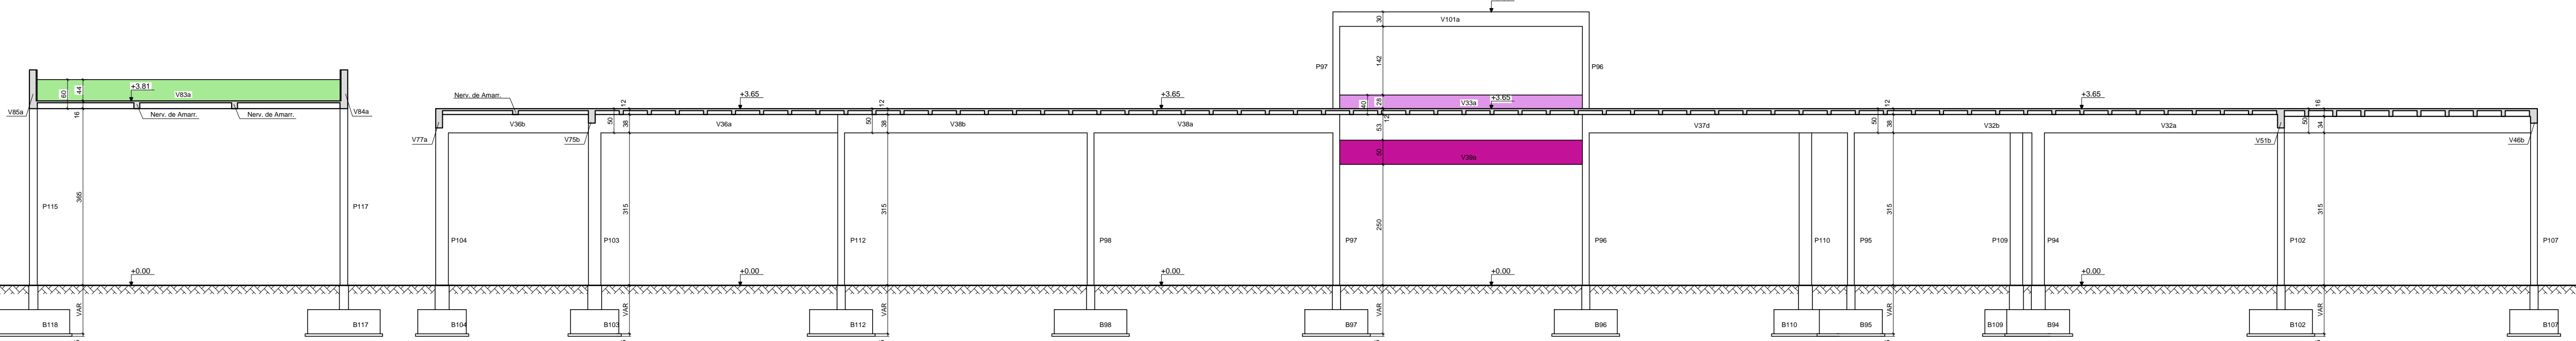 V101a
30
P97
P96
142
+3.81
60
44
V83a
V85a
V84a
16
Nerv. de Amarr.
Nerv. de Amarr.
Nerv. de Amarr.
12
+3.65
12
+3.65
40
28
V33a
+3.65
12
+3.65
16
50
V36b
50
38
V36a
50
38
V38b
V38a
53
12
V37d
50
38
V32b
V32a
50
34
V77a
V75b
V51b
V46b
50
V39a
365
P115
P117
315
315
250
315
315
P104
P103
P112
P98
P97
P96
P110
P95
P109
P94
P102
P107
+0.00
+0.00
+0.00
+0.00
+0.00
VAR
VAR
VAR
VAR
VAR
VAR
B118
B117
B104
B103
B112
B98
B97
B96
B110
B95
B109
B94
B102
B107